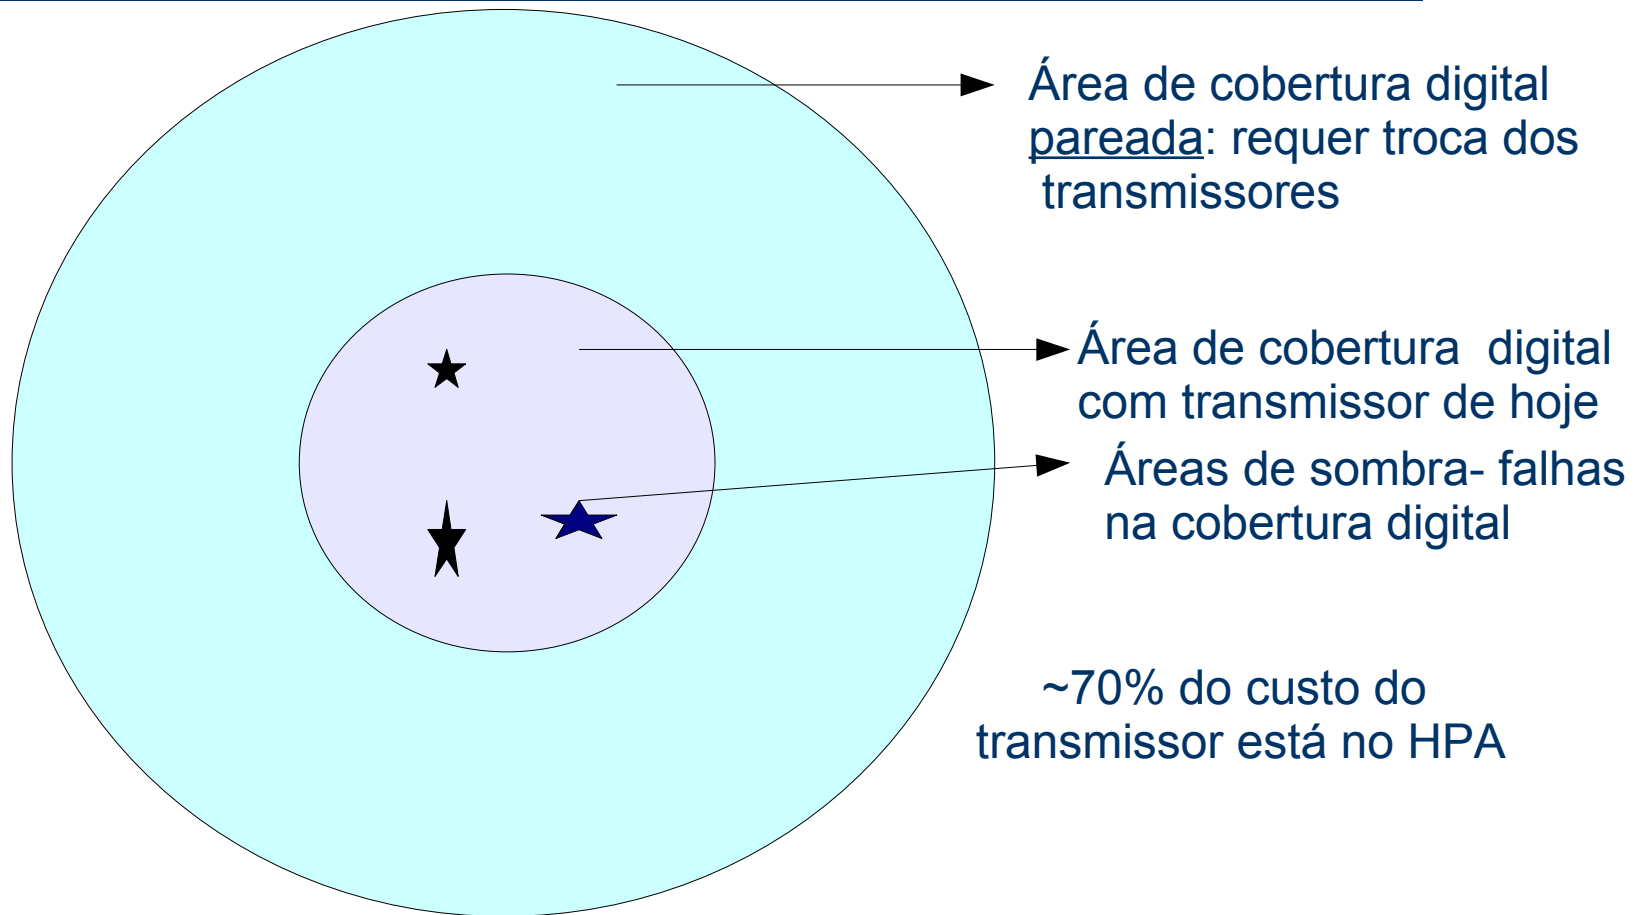 Área de cobertura digital
pareada: requer troca dos
transmissores
Área de cobertura digital
com transmissor de hoje
Áreas de sombra- falhas
na cobertura digital
~70% do custo do
transmissor está no HPA